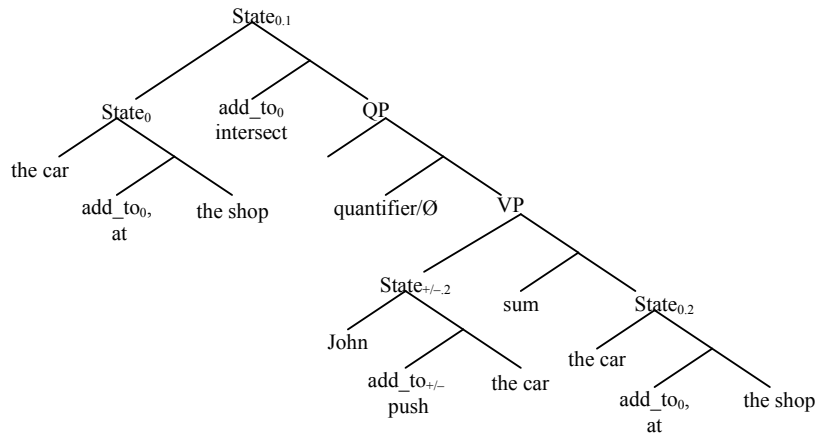 State₀.₁
State₀
add_to₀
intersect
QP
the car
add_to₀,
at
the shop
quantifier/Ø
VP
State₊/₋.₂
sum
State₀.₂
John
add_to₊/₋
push
the car
the car
add_to₀,
at
the shop